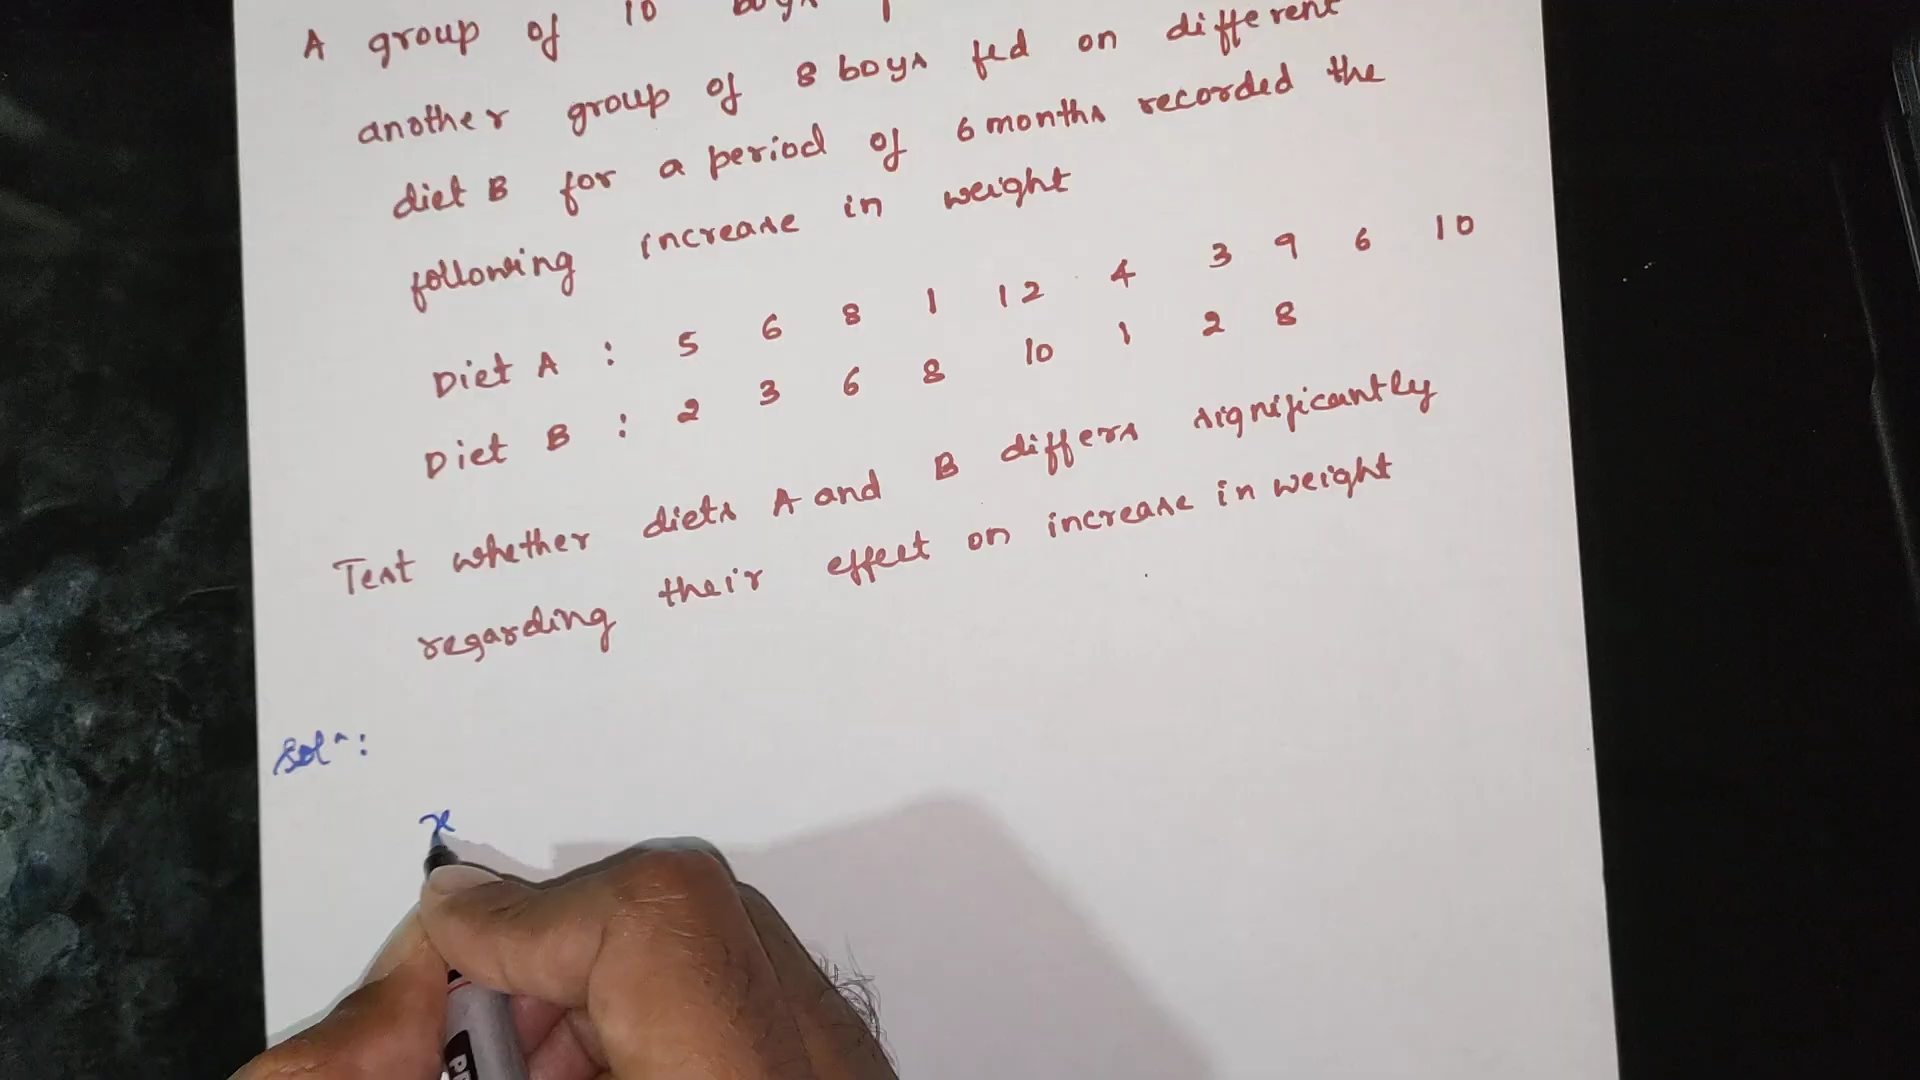 A group of 10 boys
another group of 8 boys fed on different
diet B for a period of 6 months recorded the
following increase in weight
Diet A : 5 6 8 1 12 4 3 9 6 10
Diet B : 2 3 6 8 10 1 2 8
Test whether diets A and B differs significantly
regarding their effect on increase in weight
Solⁿ:
x